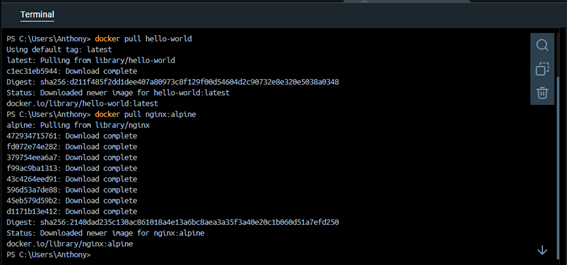 Terminal
PS C:\Users\Anthony> docker pull hello-world
Using default tag: latest
latest: Pulling from library/hello-world
c1ec31eb5944: Download complete
Digest: sha256:d211f485f2dd1dee407a80973c8f129f00d54604d2c90732e8e320e5038a0348
Status: Downloaded newer image for hello-world:latest
docker.io/library/hello-world:latest
PS C:\Users\Anthony> docker pull nginx:alpine
alpine: Pulling from library/nginx
472934715761: Download complete
fd072e74e282: Download complete
379754eea6a7: Download complete
f99ac9ba1313: Download complete
43c4264eed91: Download complete
596d53a7de88: Download complete
45eb579d59b2: Download complete
d1171b13e412: Download complete
Digest: sha256:2140dad235c130ac861018a4e13a6bc8aea3a35f3a40e20c1b060d51a7efd250
Status: Downloaded newer image for nginx:alpine
docker.io/library/nginx:alpine
PS C:\Users\Anthony>